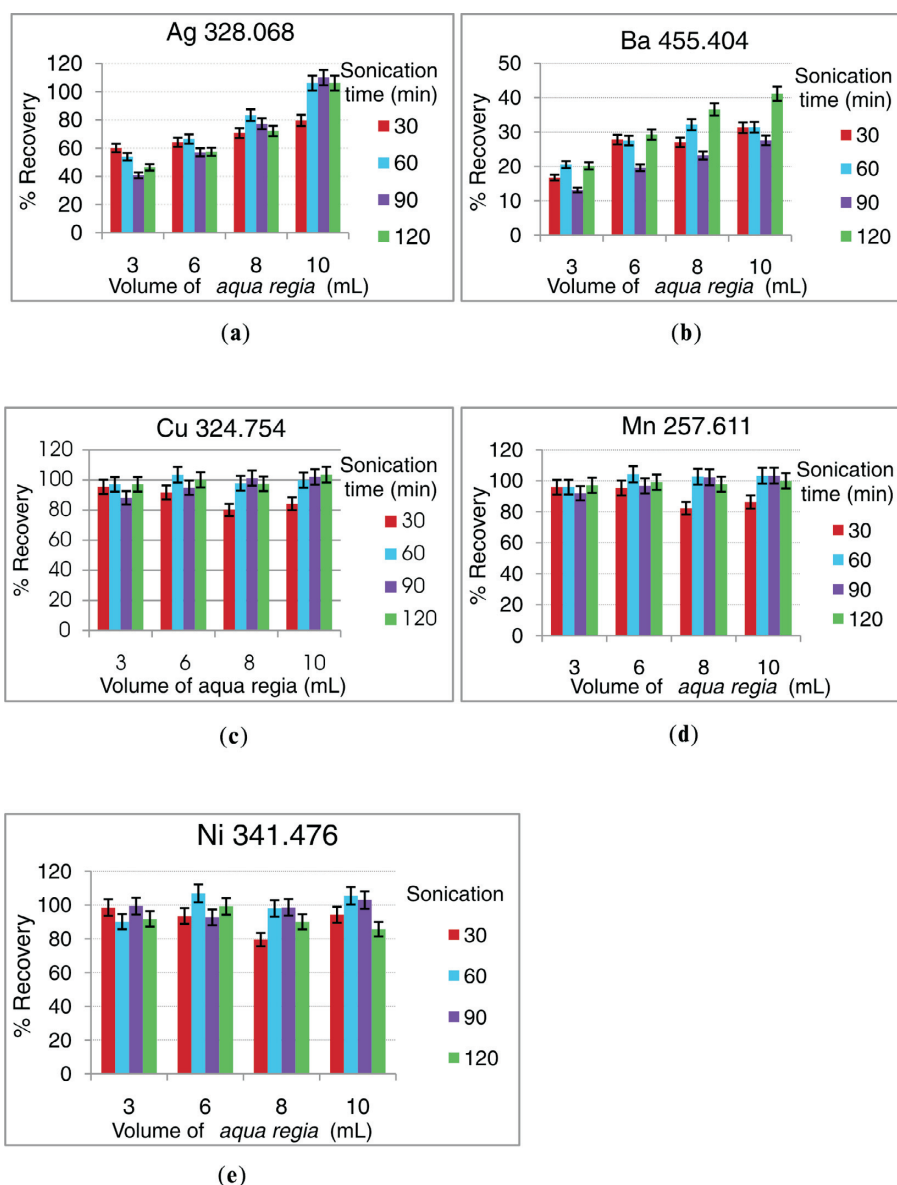 Ag 328.068
120
100
80
60
40
20
0
% Recovery
3 6 8 10
Volume of aqua regia (mL)
Sonication
time (min)
30
60
90
120
(a)
Ba 455.404
50
40
30
20
10
0
% Recovery
3 6 8 10
Volume of aqua regia (mL)
Sonication
time (min)
30
60
90
120
(b)
Cu 324.754
120
100
80
60
40
20
0
% Recovery
3 6 8 10
Volume of aqua regia (mL)
Sonication
time (min)
30
60
90
120
(c)
Mn 257.611
120
100
80
60
40
20
0
% Recovery
3 6 8 10
Volume of aqua regia (mL)
Sonication
time (min)
30
60
90
120
(d)
Ni 341.476
120
100
80
60
40
20
0
% Recovery
3 6 8 10
Volume of aqua regia (mL)
Sonication
30
60
90
120
(e)